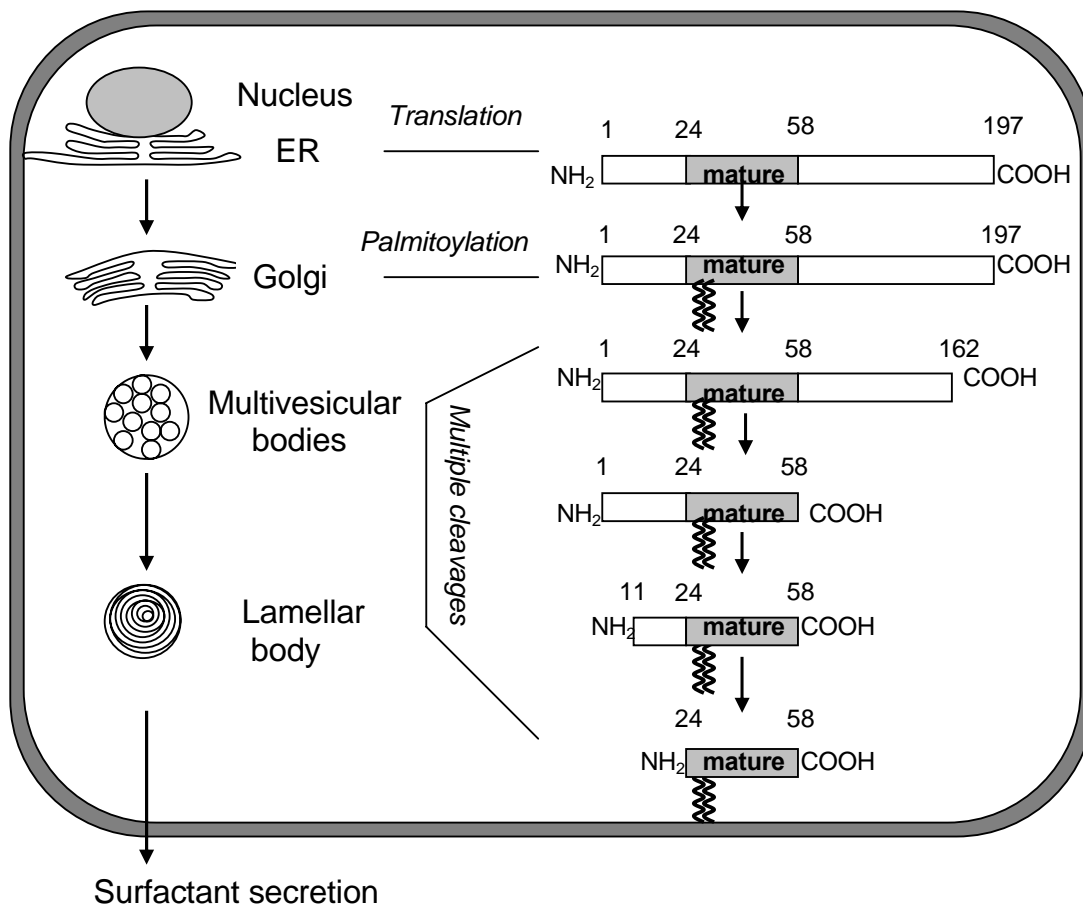 Nucleus
ER
Translation
1 24 58 197
NH2 mature COOH
Golgi
Palmitoylation
1 24 58 197
NH2 mature COOH
Multivesicular
bodies
Multiple cleavages
1 24 58 162
NH2 mature COOH
1 24 58
NH2 mature COOH
Lamellar
body
11 24 58
NH2 mature COOH
24 58
NH2 mature COOH
Surfactant secretion